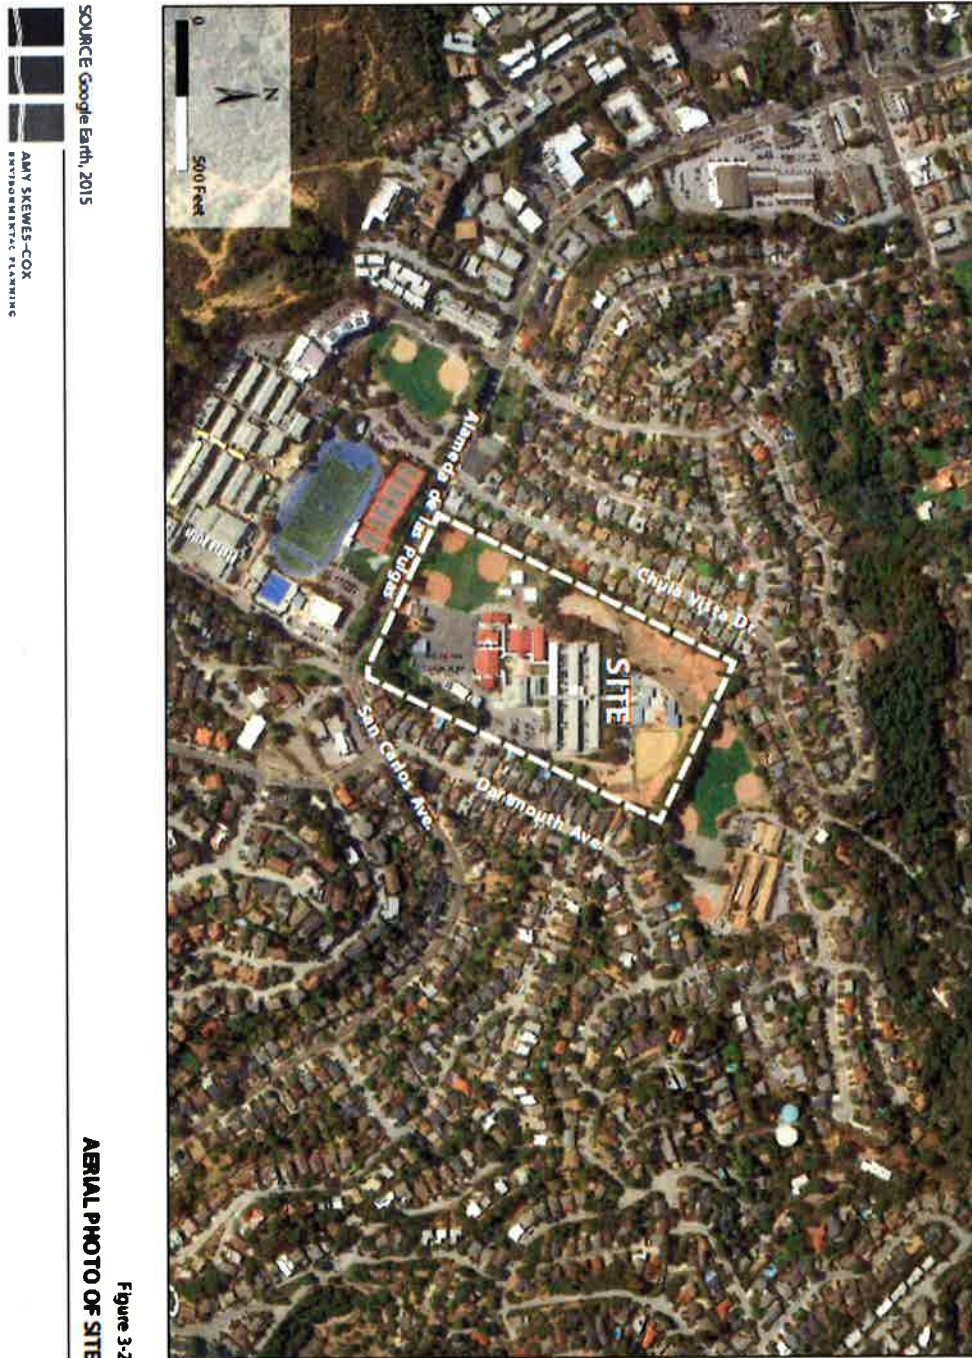 N
0
500 Feet
Alameda de las Pulgas
Chula Vista Dr.
SITE
Dartmouth Ave.
San Carlos Ave.
SOURCE: Google Earth, 2015
AMY SKEWES-COX
ENVIRONMENTAL PLANNING
Figure 3-2
AERIAL PHOTO OF SITE